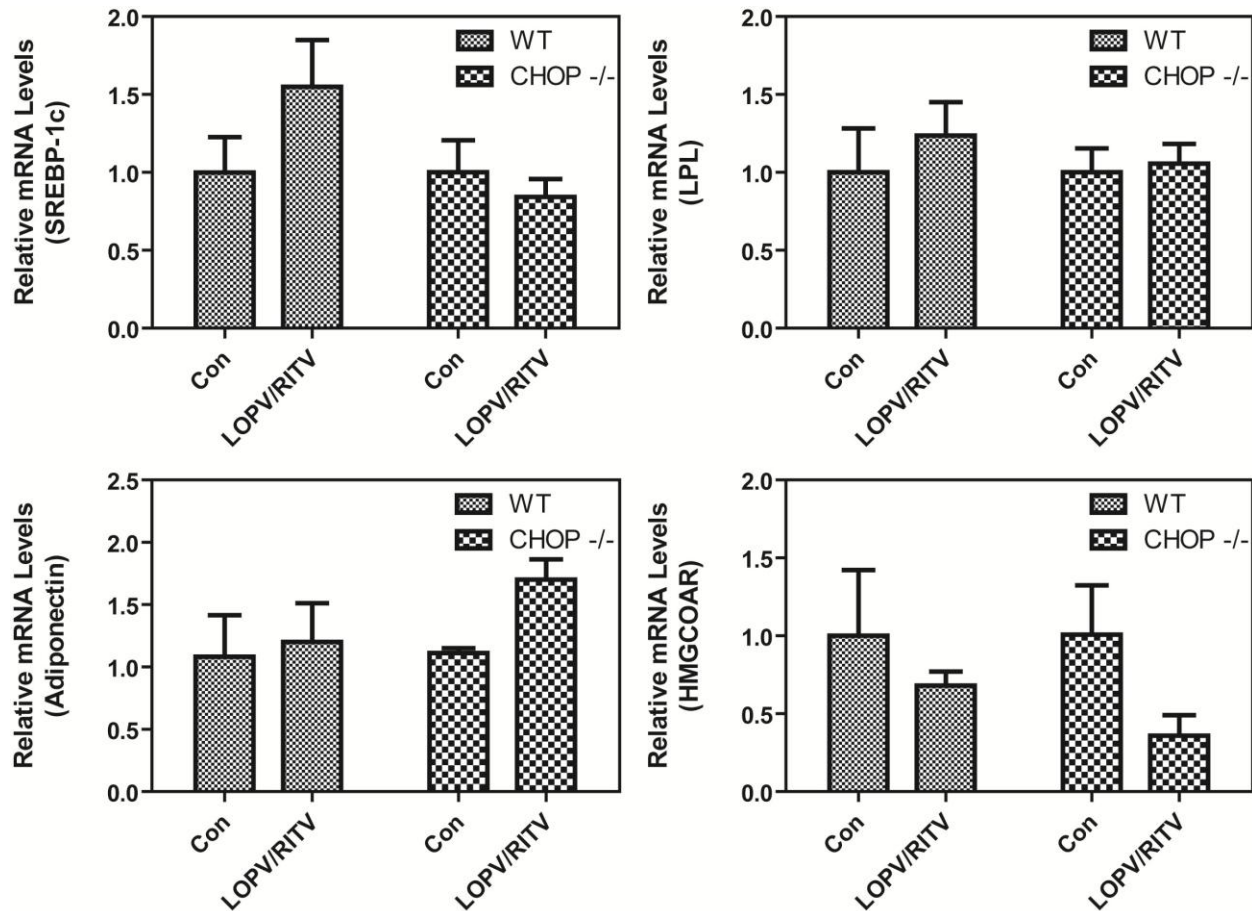 Relative mRNA Levels
(SREBP-1c)
2.0
1.5
1.0
0.5
0.0
WT
CHOP -/-
Con
LOPV/RITV
Con
LOPV/RITV
Relative mRNA Levels
(LPL)
2.0
1.5
1.0
0.5
0.0
WT
CHOP -/-
Con
LOPV/RITV
Con
LOPV/RITV
Relative mRNA Levels
(Adiponectin)
2.5
2.0
1.5
1.0
0.5
0.0
WT
CHOP -/-
Con
LOPV/RITV
Con
LOPV/RITV
Relative mRNA Levels
(HMGCOAR)
2.0
1.5
1.0
0.5
0.0
WT
CHOP -/-
Con
LOPV/RITV
Con
LOPV/RITV